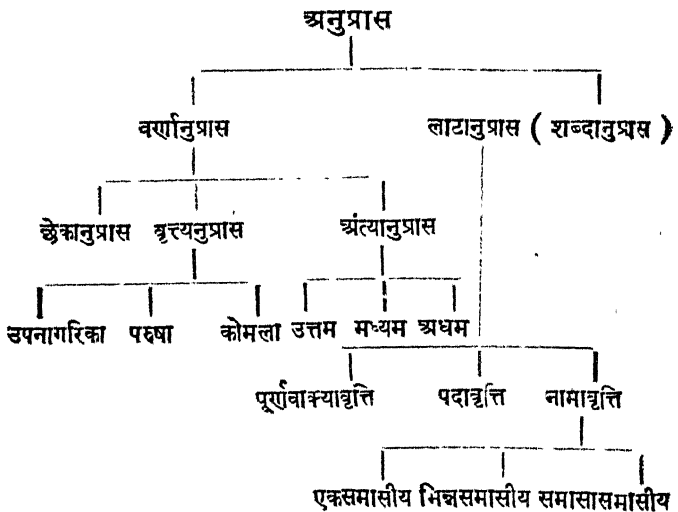 अनुप्रास
वर्णानुप्रास लाटानुप्रास ( शब्दानुप्रास )
छेकानुप्रास वृत्त्यनुप्रास अंत्यानुप्रास
उपनागरिका परुषा कोमला उत्तम मध्यम अधम
पूर्णवाक्यावृत्ति पदावृत्ति नामावृत्ति
एकसमासीय भिन्नसमासीय समासासमासीय